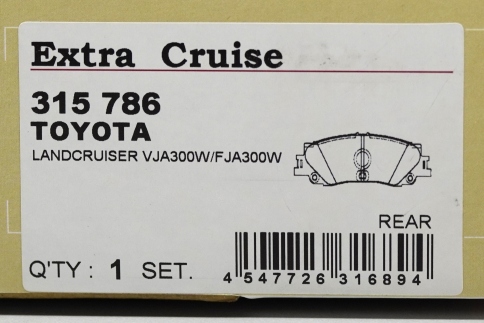 Extra Cruise
315 786
TOYOTA
LANDCRUISER VJA300W/FJA300W
REAR
Q'TY : 1 SET.
4 547726 316894